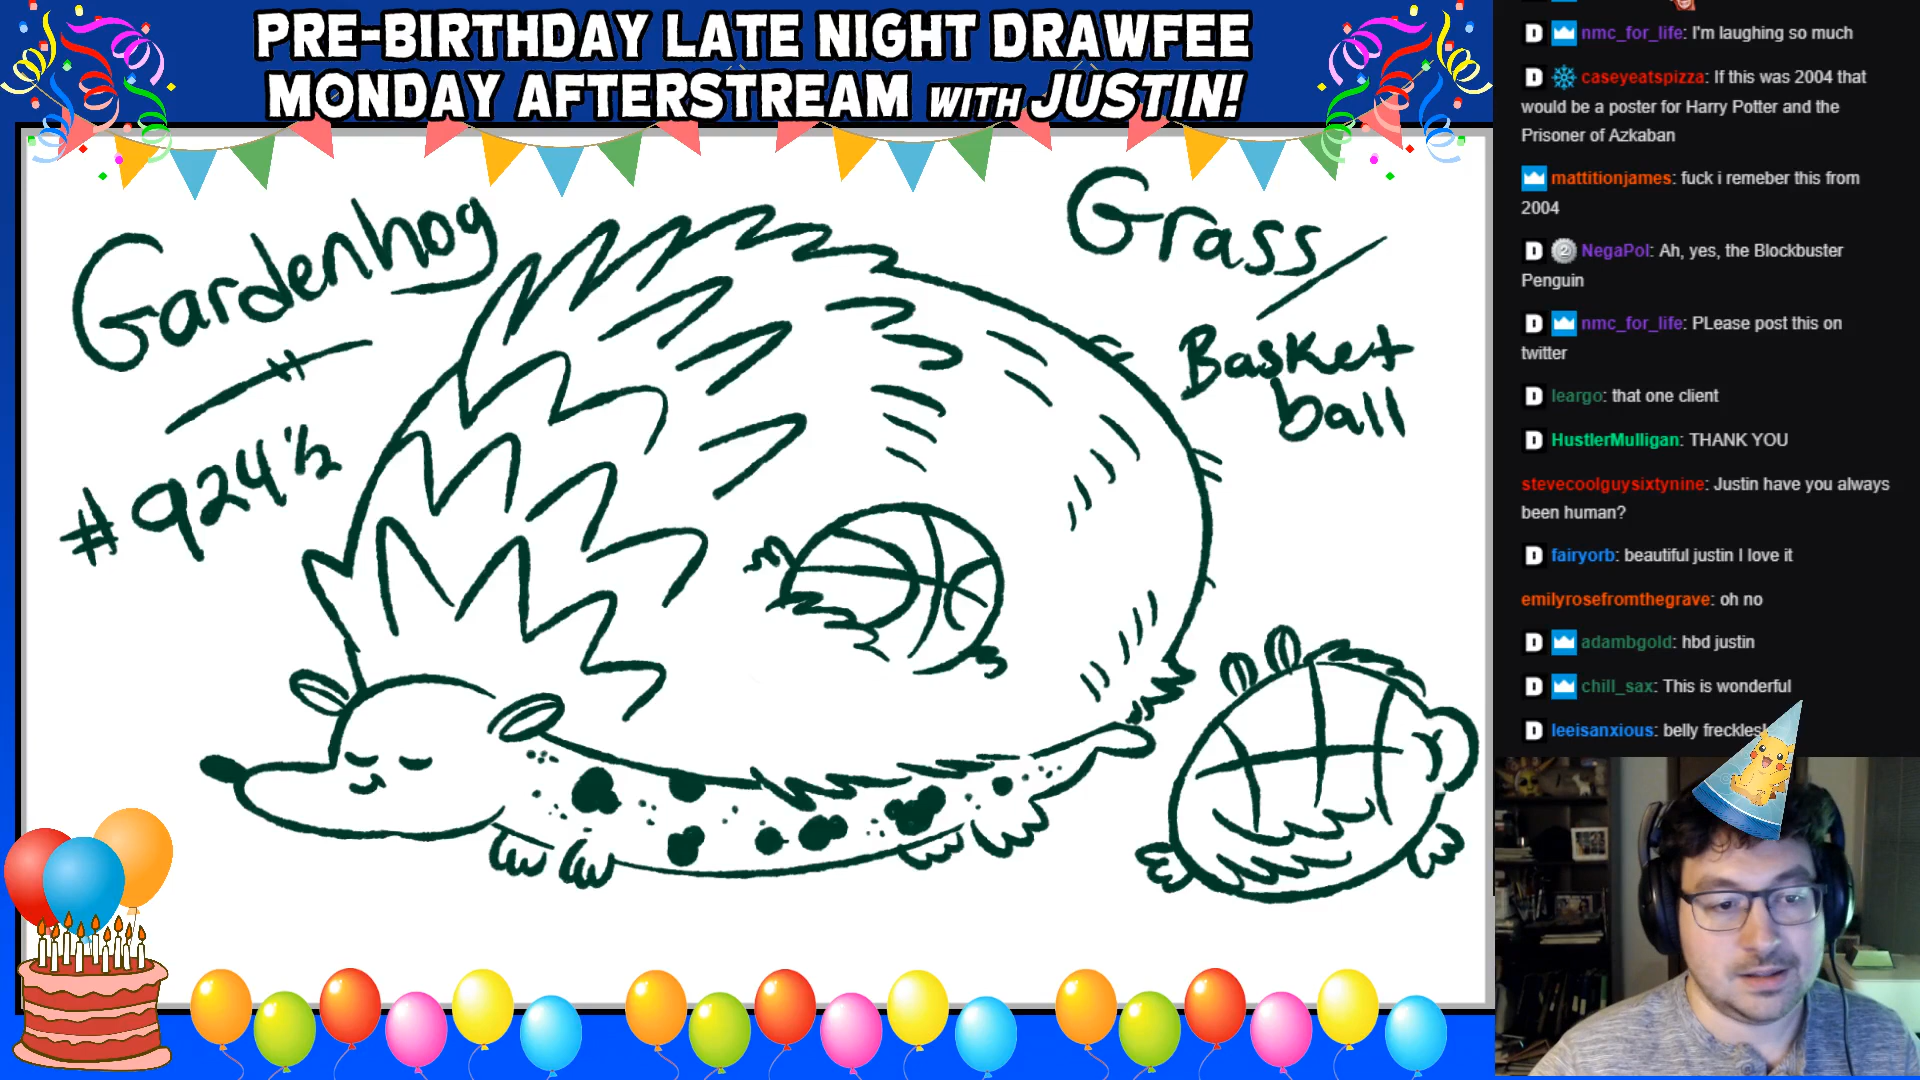 PRE-BIRTHDAY LATE NIGHT DRAWFEE
MONDAY AFTERSTREAM WITH JUSTIN!
Gardenhog
#924 1/2
Grass/
Basket
ball
nmc_for_life: I'm laughing so much
caseyeatspizza: If this was 2004 that
would be a poster for Harry Potter and the
Prisoner of Azkaban
mattitionjames: fuck i remeber this from
2004
NegaPol: Ah, yes, the Blockbuster
Penguin
nmc_for_life: PLease post this on
twitter
leargo: that one client
HustlerMulligan: THANK YOU
stevecoolguysixtynine: Justin have you always
been human?
fairyorb: beautiful justin I love it
emilyrosefromthegrave: oh no
adambgold: hbd justin
chill_sax: This is wonderful
leeisanxious: belly freckles!